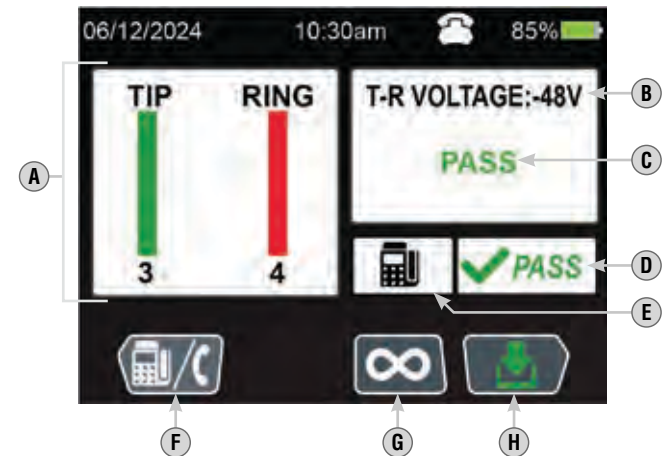 06/12/2024 10:30am 85%
TIP RING
3 4
T-R VOLTAGE:-48V
PASS
PASS
A
B
C
D
E
F
G
H